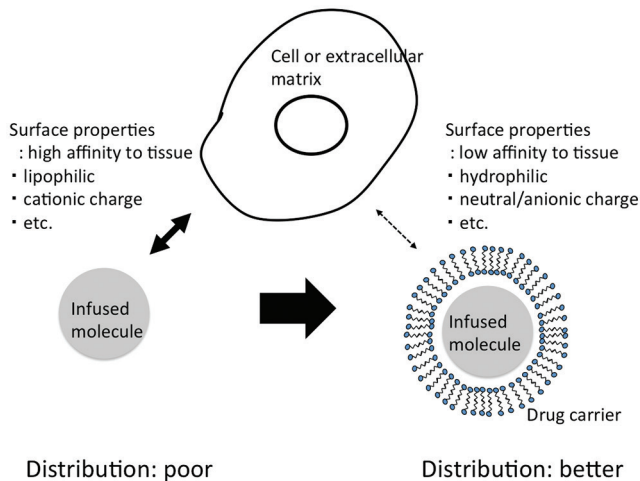 Cell or extracellular
matrix
Surface properties
: high affinity to tissue
・ lipophilic
・ cationic charge
・ etc.
Surface properties
: low affinity to tissue
・ hydrophilic
・ neutral/anionic charge
・ etc.
Infused
molecule
Infused
molecule
Drug carrier
Distribution: poor
Distribution: better